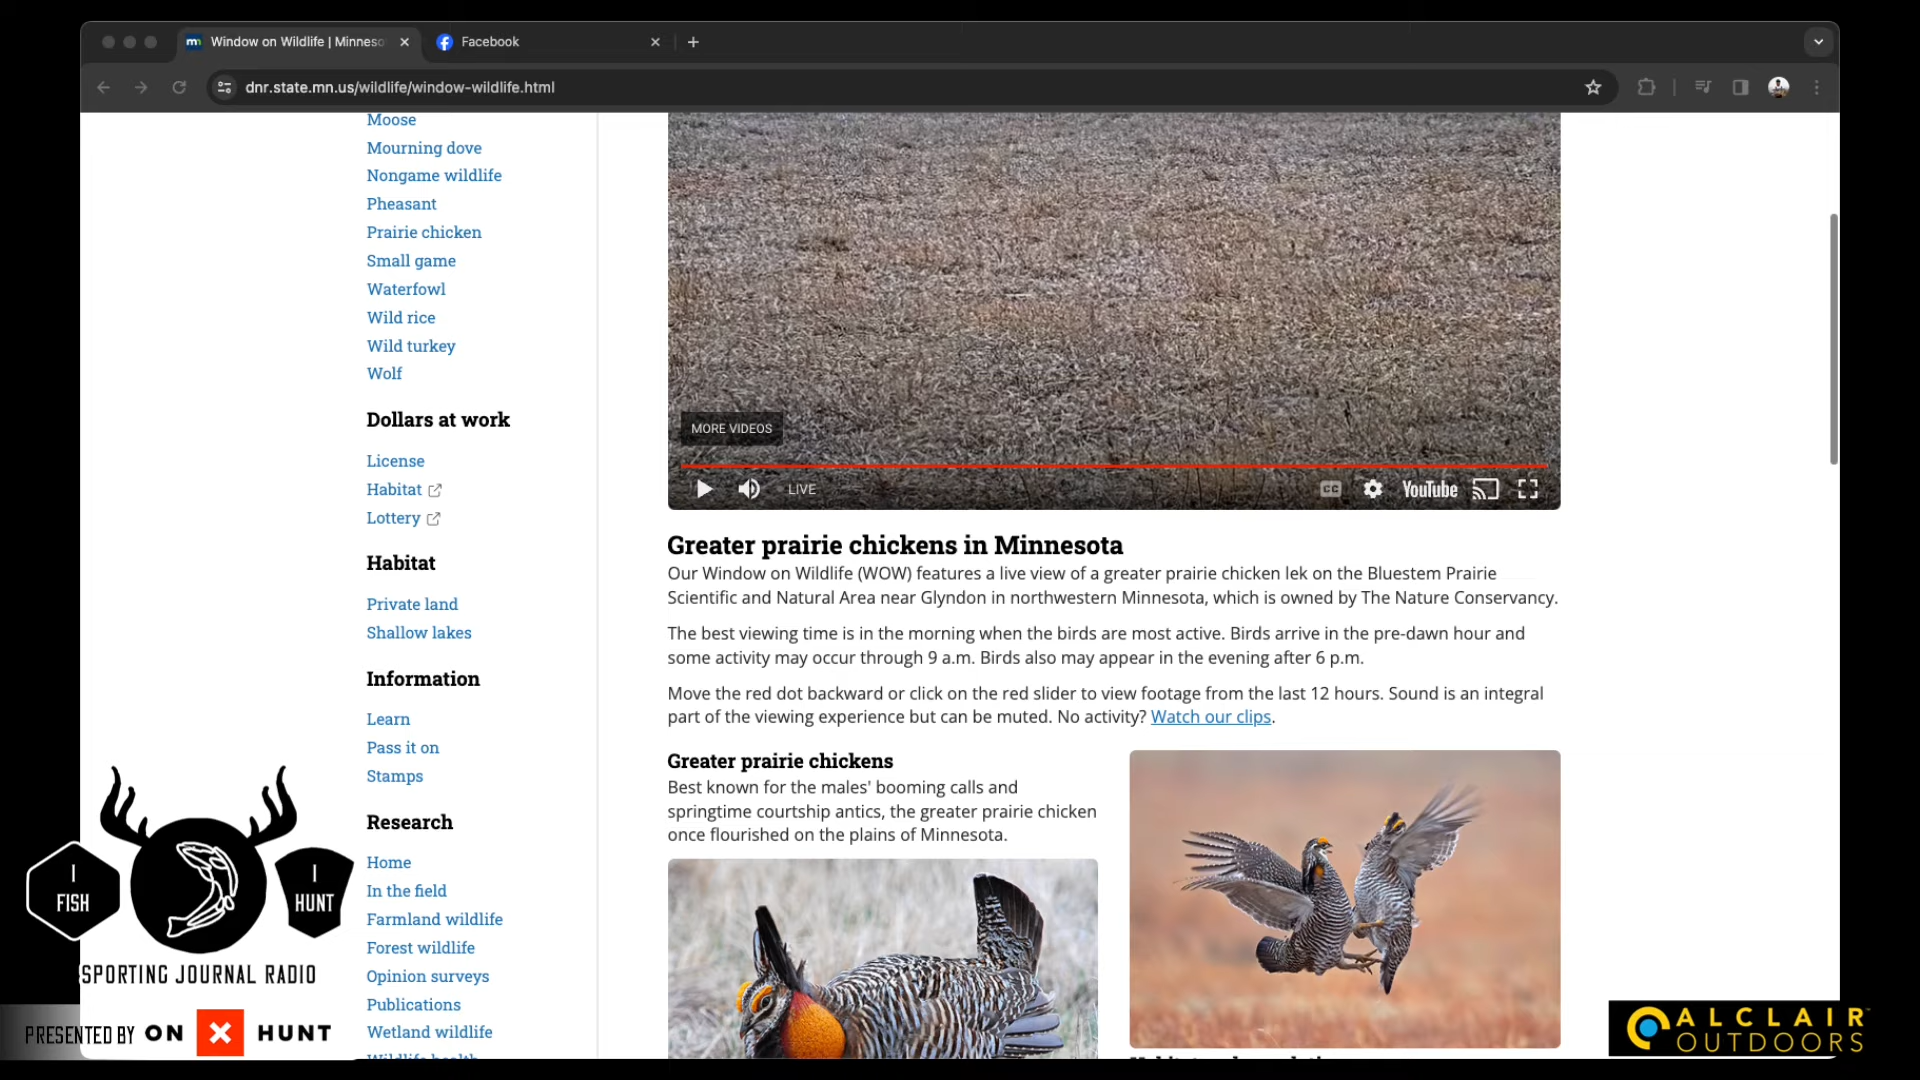 Window on Wildlife | Minneso
Facebook
dnr.state.mn.us/wildlife/window-wildlife.html
Moose
Mourning dove
Nongame wildlife
Pheasant
Prairie chicken
Small game
Waterfowl
Wild rice
Wild turkey
Wolf
Dollars at work
License
Habitat
Lottery
Habitat
Private land
Shallow lakes
Information
Learn
Pass it on
Stamps
Research
Home
In the field
Farmland wildlife
Forest wildlife
Opinion surveys
Publications
Wetland wildlife
MORE VIDEOS
LIVE
CC
YouTube
Greater prairie chickens in Minnesota
Our Window on Wildlife (WOW) features a live view of a greater prairie chicken lek on the Bluestem Prairie
Scientific and Natural Area near Glyndon in northwestern Minnesota, which is owned by The Nature Conservancy.
The best viewing time is in the morning when the birds are most active. Birds arrive in the pre-dawn hour and
some activity may occur through 9 a.m. Birds also may appear in the evening after 6 p.m.
Move the red dot backward or click on the red slider to view footage from the last 12 hours. Sound is an integral
part of the viewing experience but can be muted. No activity? Watch our clips.
Greater prairie chickens
Best known for the males' booming calls and
springtime courtship antics, the greater prairie chicken
once flourished on the plains of Minnesota.
I
FISH
I
HUNT
SPORTING JOURNAL RADIO
PRESENTED BY ON X HUNT
ALCLAIR
OUTDOORS